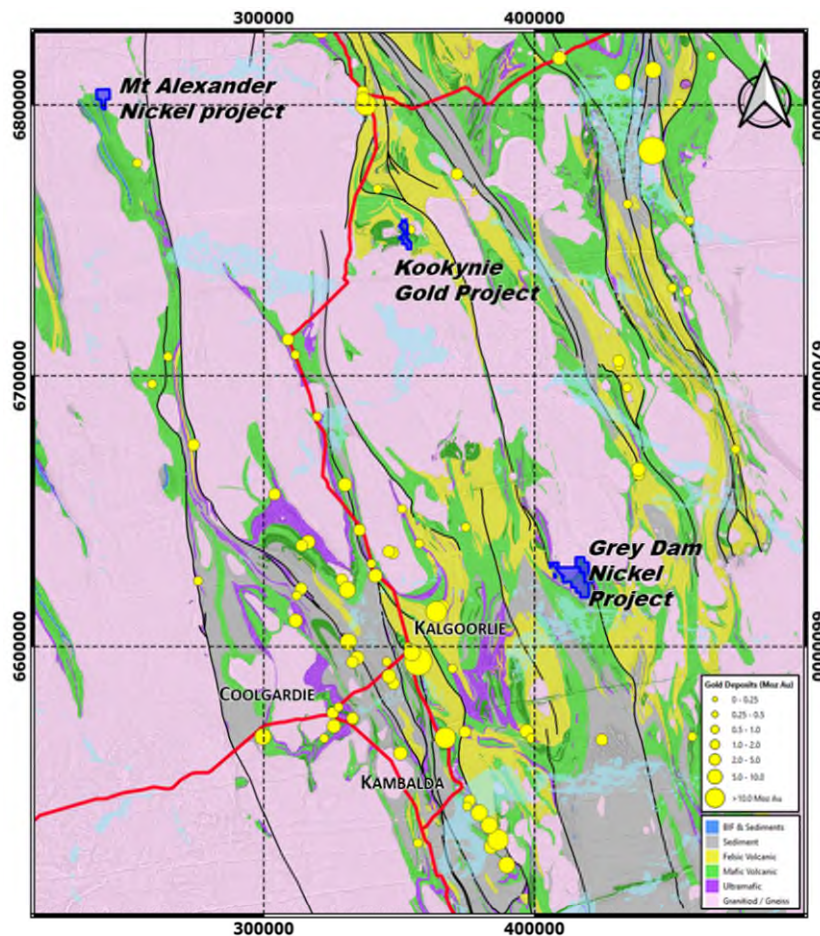 300000
400000
N
6800000
6800000
Mt Alexander
Nickel project
Kookynie
Gold Project
6700000
6700000
Grey Dam
Nickel
Project
KALGOORLIE
6600000
6600000
COOLGARDIE
KAMBALDA
Gold Deposits (Moz Au)
0 - 0.25
0.25 - 0.5
0.5 - 1.0
1.0 - 2.0
2.0 - 5.0
5.0 - 10.0
>10.0 Moz Au
BIF & Sediments
Sediment
Felsic Volcanic
Mafic Volcanic
Ultramafic
Granitiod / Gneiss
300000
400000